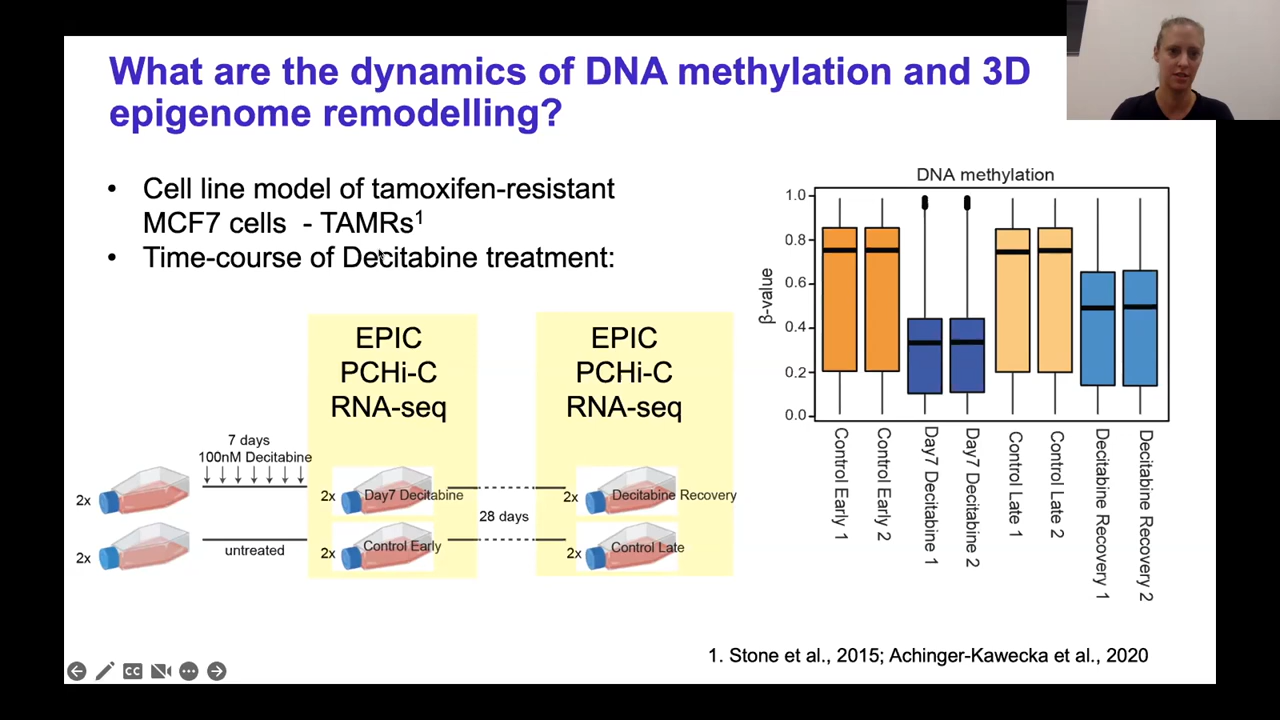 What are the dynamics of DNA methylation and 3D
epigenome remodelling?
• Cell line model of tamoxifen-resistant
MCF7 cells - TAMRs1
• Time-course of Decitabine treatment:
EPIC
PCHi-C
RNA-seq
EPIC
PCHi-C
RNA-seq
7 days
100nM Decitabine
2x
2x
Day7 Decitabine
2x
Decitabine Recovery
28 days
2x
untreated
2x
Control Early
2x
Control Late
DNA methylation
β-value
1.0
0.8
0.6
0.4
0.2
0.0
Control Early 1
Control Early 2
Day7 Decitabine 1
Day7 Decitabine 2
Control Late 1
Control Late 2
Decitabine Recovery 1
Decitabine Recovery 2
1. Stone et al., 2015; Achinger-Kawecka et al., 2020
CC